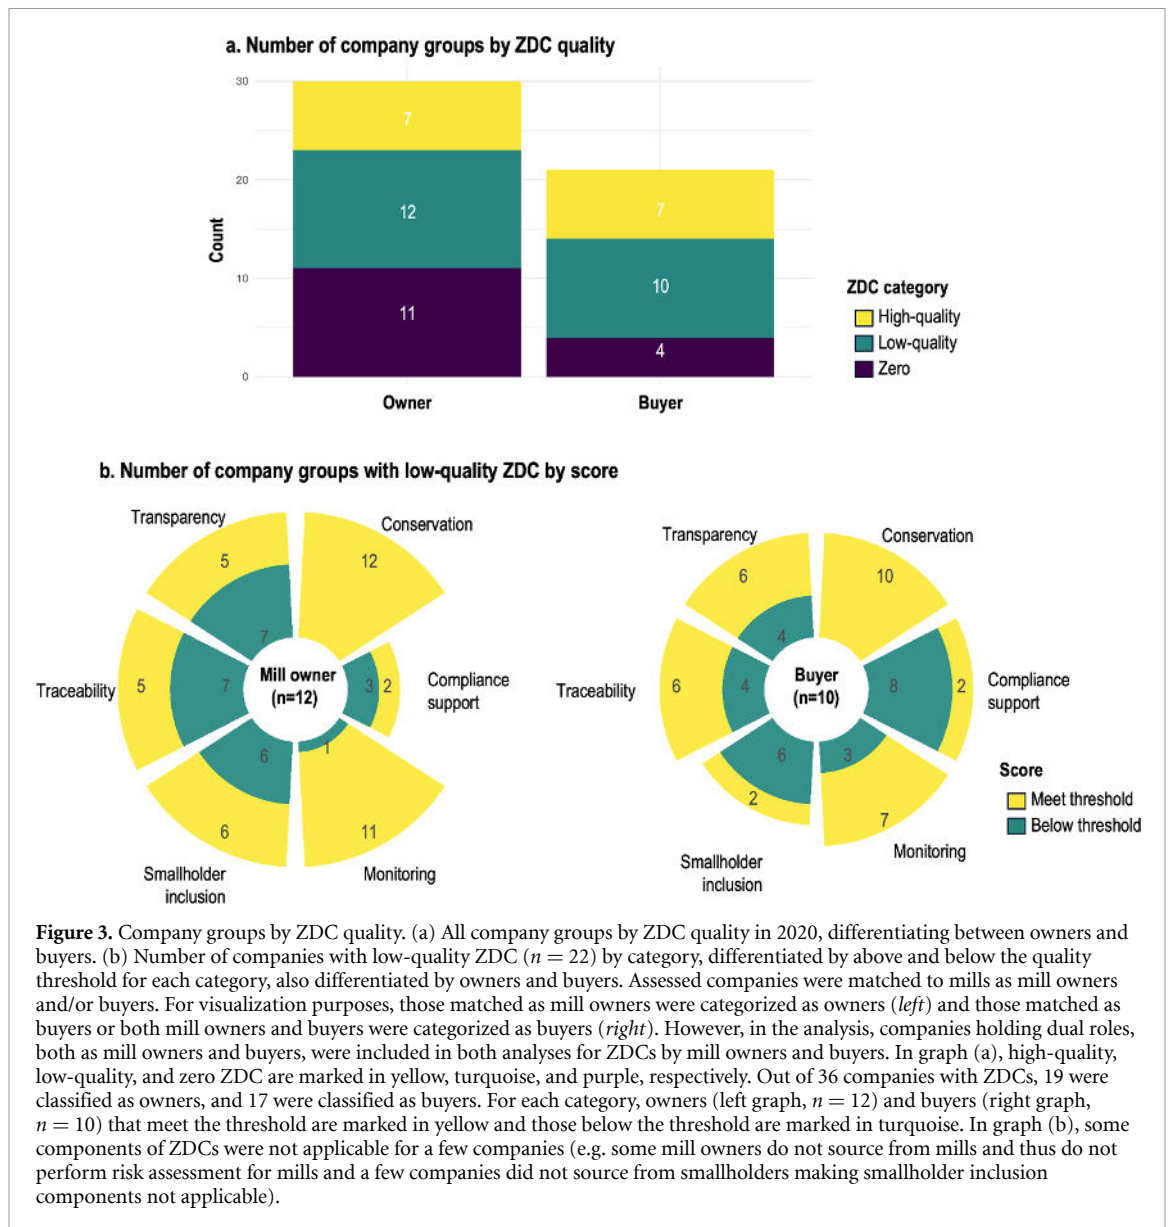 a. Number of company groups by ZDC quality
30
20
10
0
Count
7
12
11
7
10
4
Owner
Buyer
ZDC category
High-quality
Low-quality
Zero
b. Number of company groups with low-quality ZDC by score
Transparency
Conservation
5
12
7
Traceability
5
7
Mill owner
(n=12)
3
2
Compliance
support
6
1
6
11
Smallholder
inclusion
Monitoring
Transparency
Conservation
6
10
4
Traceability
6
4
Buyer
(n=10)
8
2
Compliance
support
6
3
2
7
Smallholder
inclusion
Monitoring
Score
Meet threshold
Below threshold
Figure 3. Company groups by ZDC quality. (a) All company groups by ZDC quality in 2020, differentiating between owners and
buyers. (b) Number of companies with low-quality ZDC (n = 22) by category, differentiated by above and below the quality
threshold for each category, also differentiated by owners and buyers. Assessed companies were matched to mills as mill owners
and/or buyers. For visualization purposes, those matched as mill owners were categorized as owners (left) and those matched as
buyers or both mill owners and buyers were categorized as buyers (right). However, in the analysis, companies holding dual roles,
both as mill owners and buyers, were included in both analyses for ZDCs by mill owners and buyers. In graph (a), high-quality,
low-quality, and zero ZDC are marked in yellow, turquoise, and purple, respectively. Out of 36 companies with ZDCs, 19 were
classified as owners, and 17 were classified as buyers. For each category, owners (left graph, n = 12) and buyers (right graph,
n = 10) that meet the threshold are marked in yellow and those below the threshold are marked in turquoise. In graph (b), some
components of ZDCs were not applicable for a few companies (e.g. some mill owners do not source from mills and thus do not
perform risk assessment for mills and a few companies did not source from smallholders making smallholder inclusion
components not applicable).